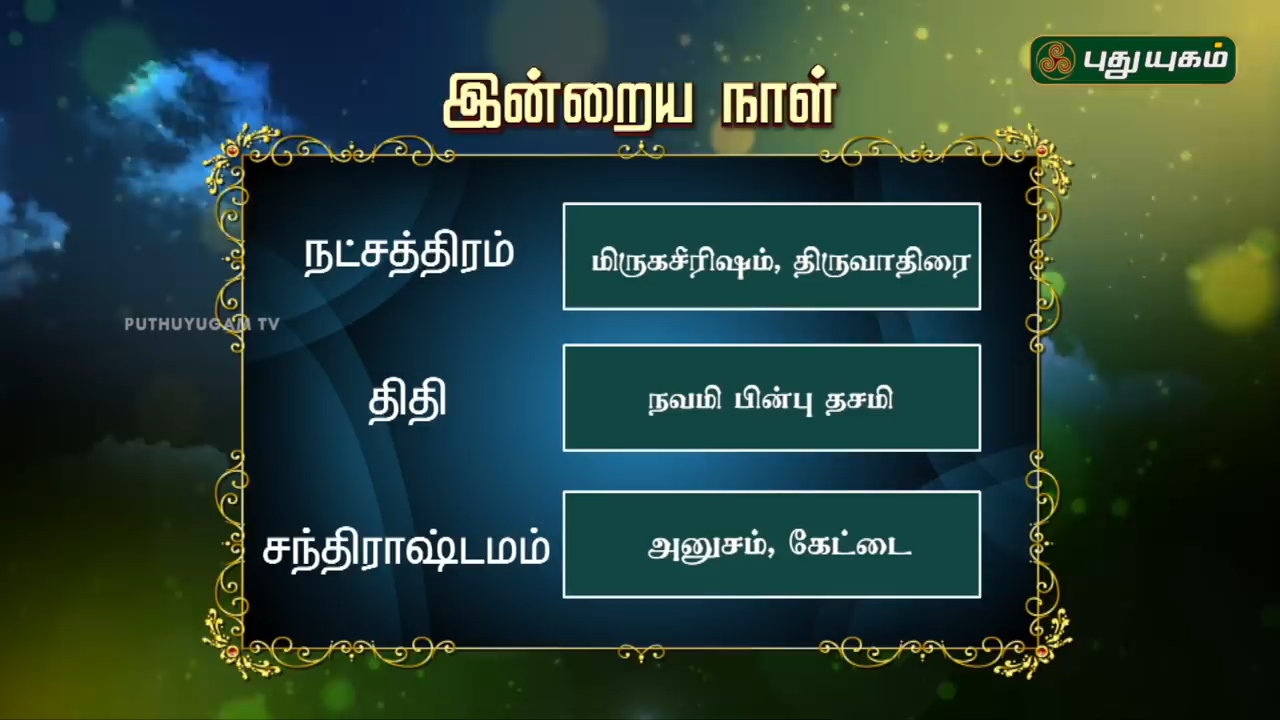 புதுயுகம்
இன்றைய நாள்
நட்சத்திரம்
மிருகசீரிஷம், திருவாதிரை
PUTHUYUGAM TV
திதி
நவமி பின்பு தசமி
சந்திராஷ்டமம்
அனுசம், கேட்டை